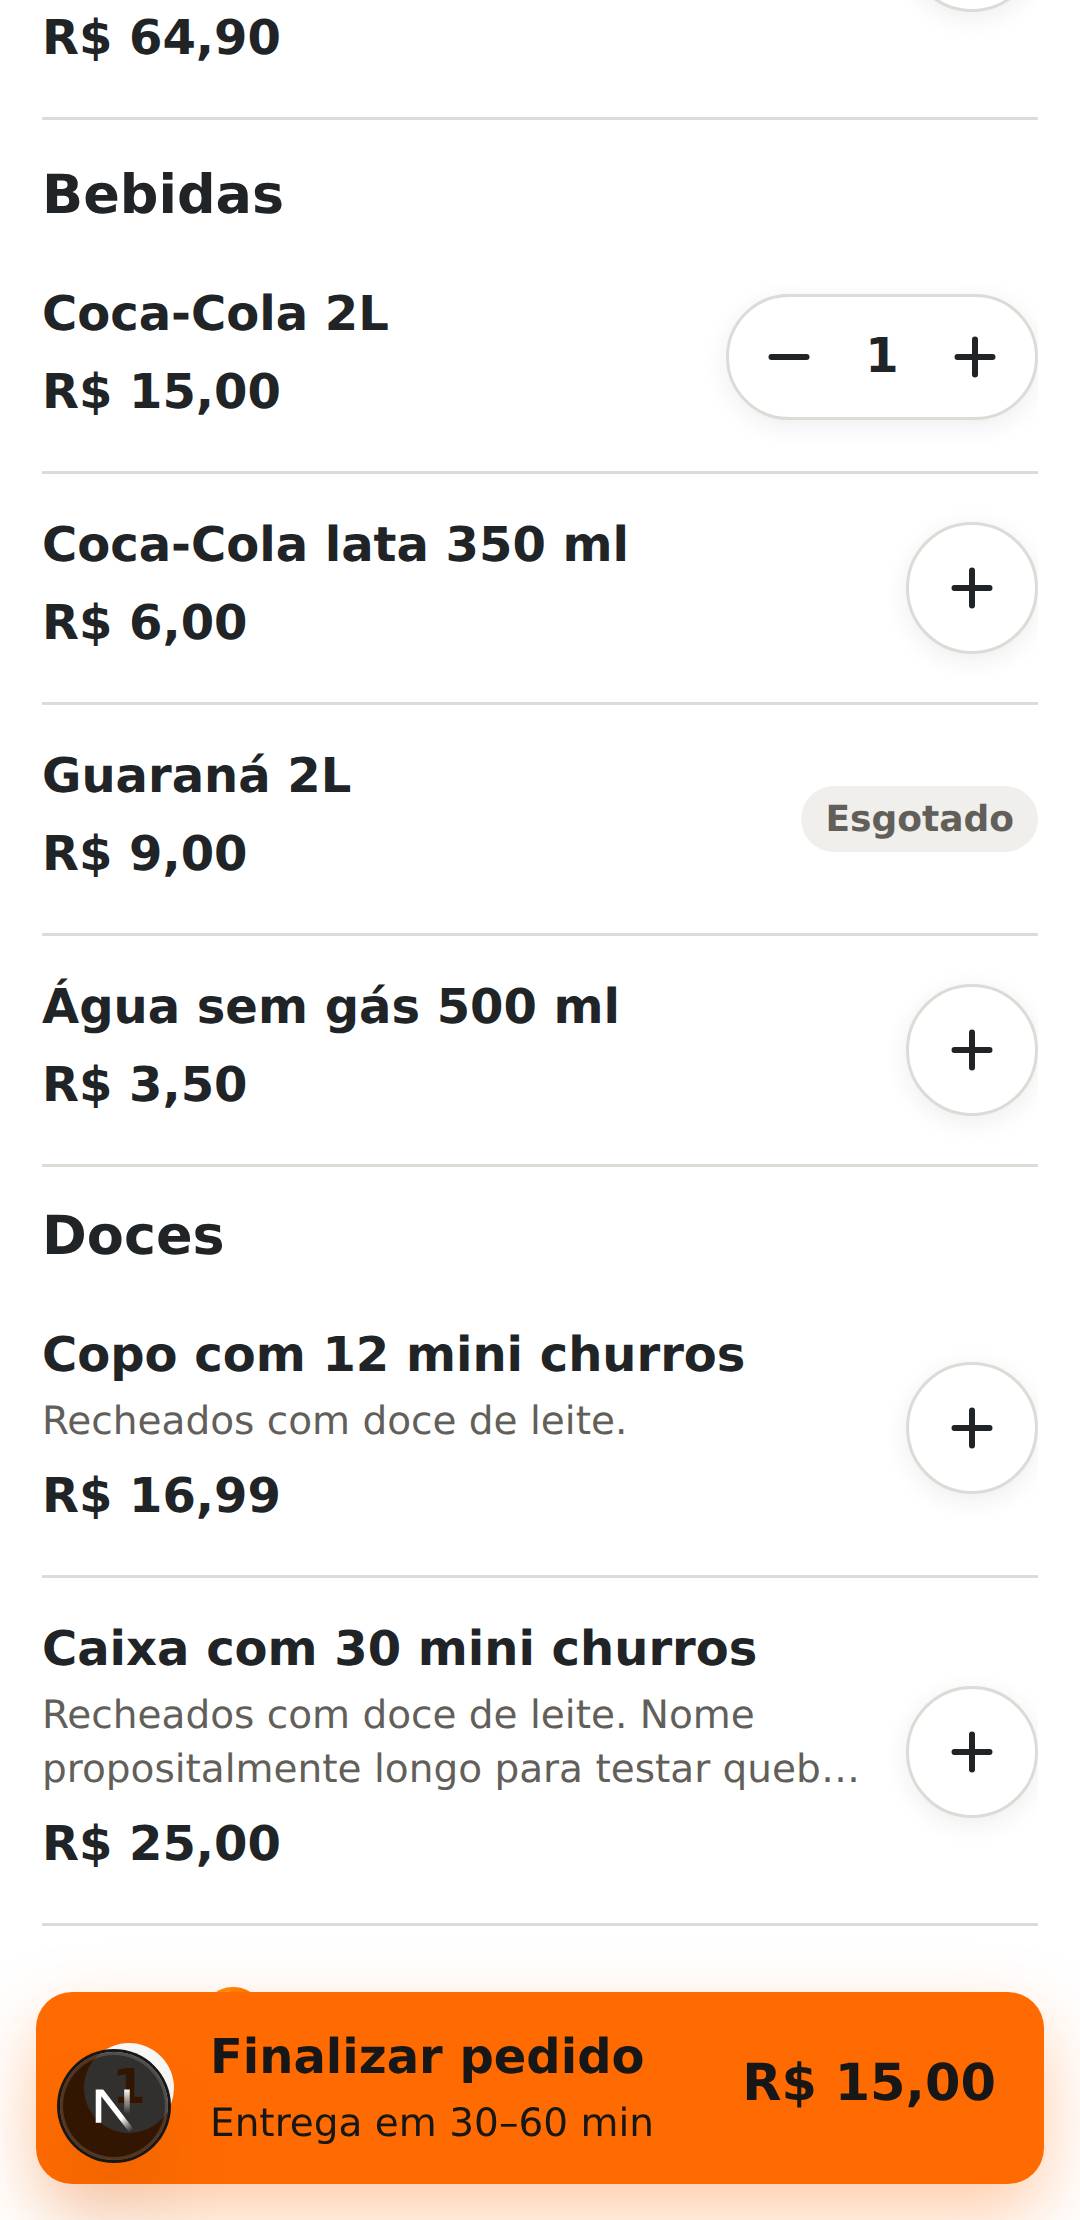 R$ 64,90
Bebidas
Coca-Cola 2L
R$ 15,00
1
Coca-Cola lata 350 ml
R$ 6,00
Guaraná 2L
Esgotado
R$ 9,00
Água sem gás 500 ml
R$ 3,50
Doces
Copo com 12 mini churros
Recheados com doce de leite.
R$ 16,99
Caixa com 30 mini churros
Recheados com doce de leite. Nome
propositalmente longo para testar queb...
R$ 25,00
1
N
Finalizar pedido
Entrega em 30–60 min
R$ 15,00